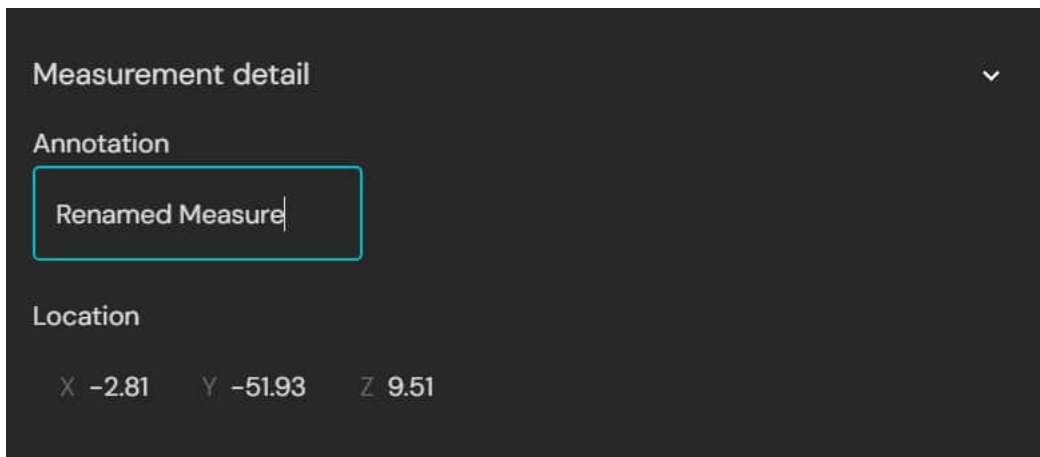 Measurement detail
Annotation
Renamed Measure
Location
X -2.81 Y -51.93 Z 9.51